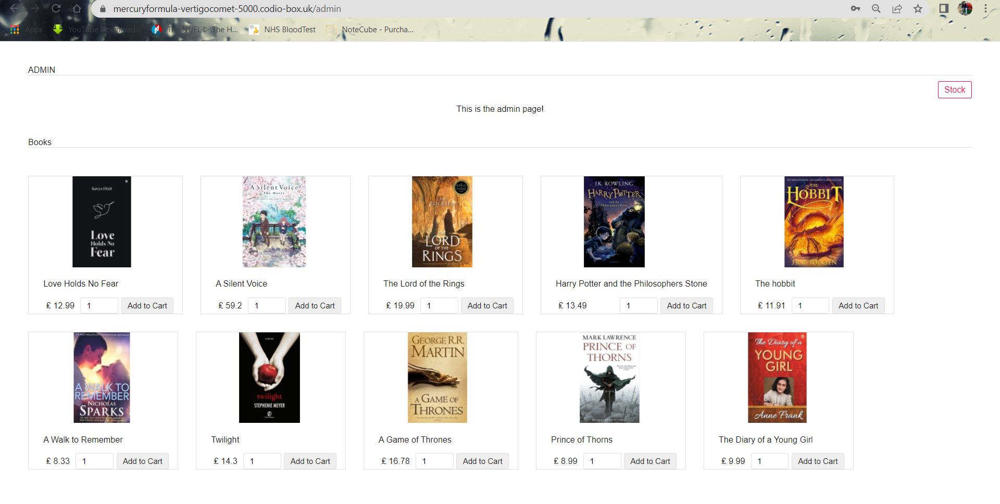 mercuryformula-vertigocomet-5000.codio-box.uk/admin
Apps YouTube Download... The NUEL ▷ The H... NHS BloodTest NoteCube - Purcha...
ADMIN
Stock
This is the admin page!
Books
Kavya Dixit
Love
Holds No
Fear
A Silent Voice
The Movie
TOLKIEN
THE
LORD
OF THE
RINGS
J.K. ROWLING
HARRY POTTER
and the
Philosopher's Stone
INTERNATIONAL CHILDREN'S BESTSELLER
THE
HOBBIT
J.R.R. TOLKIEN
Love Holds No Fear
A Silent Voice
The Lord of the Rings
Harry Potter and the Philosophers Stone
The hobbit
£ 12.99 1 Add to Cart
£ 59.2 1 Add to Cart
£ 19.99 1 Add to Cart
£ 13.49 1 Add to Cart
£ 11.91 1 Add to Cart
A WALK TO
REMEMBER
NICHOLAS
SPARKS
twilight
STEPHENIE MEYER
GEORGE R.R.
MARTIN
A GAME OF
THRONES
MARK LAWRENCE
PRINCE OF
THORNS
The Diary of a
YOUNG
GIRL
Anne Frank
A Walk to Remember
Twilight
A Game of Thrones
Prince of Thorns
The Diary of a Young Girl
£ 8.33 1 Add to Cart
£ 14.3 1 Add to Cart
£ 16.78 1 Add to Cart
£ 8.99 1 Add to Cart
£ 9.99 1 Add to Cart